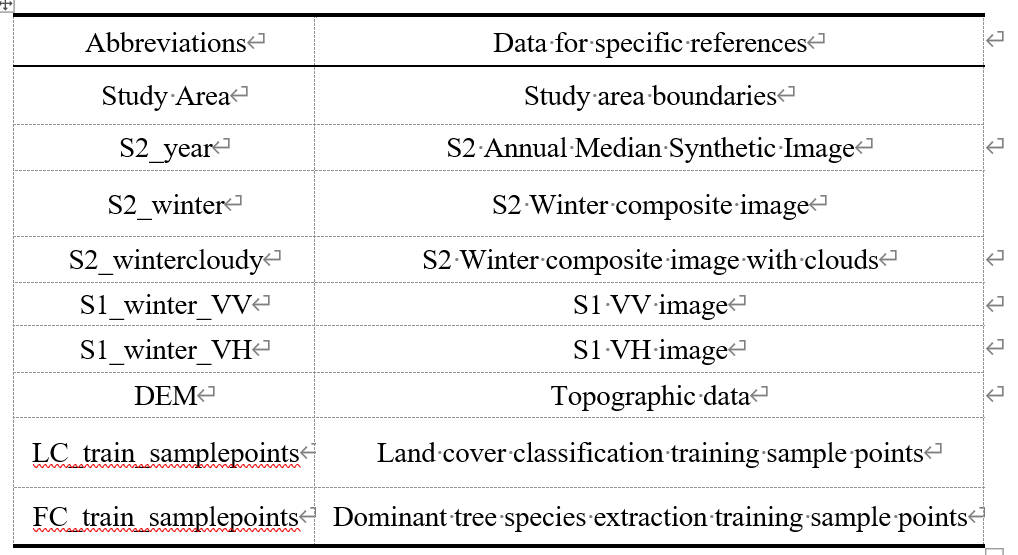 Abbreviations Data for specific references
Study Area Study area boundaries
S2_year S2 Annual Median Synthetic Image
S2_winter S2 Winter composite image
S2_wintercloudy S2 Winter composite image with clouds
S1_winter_VV S1 VV image
S1_winter_VH S1 VH image
DEM Topographic data
LC_train_samplepoints Land cover classification training sample points
FC_train_samplepoints Dominant tree species extraction training sample points